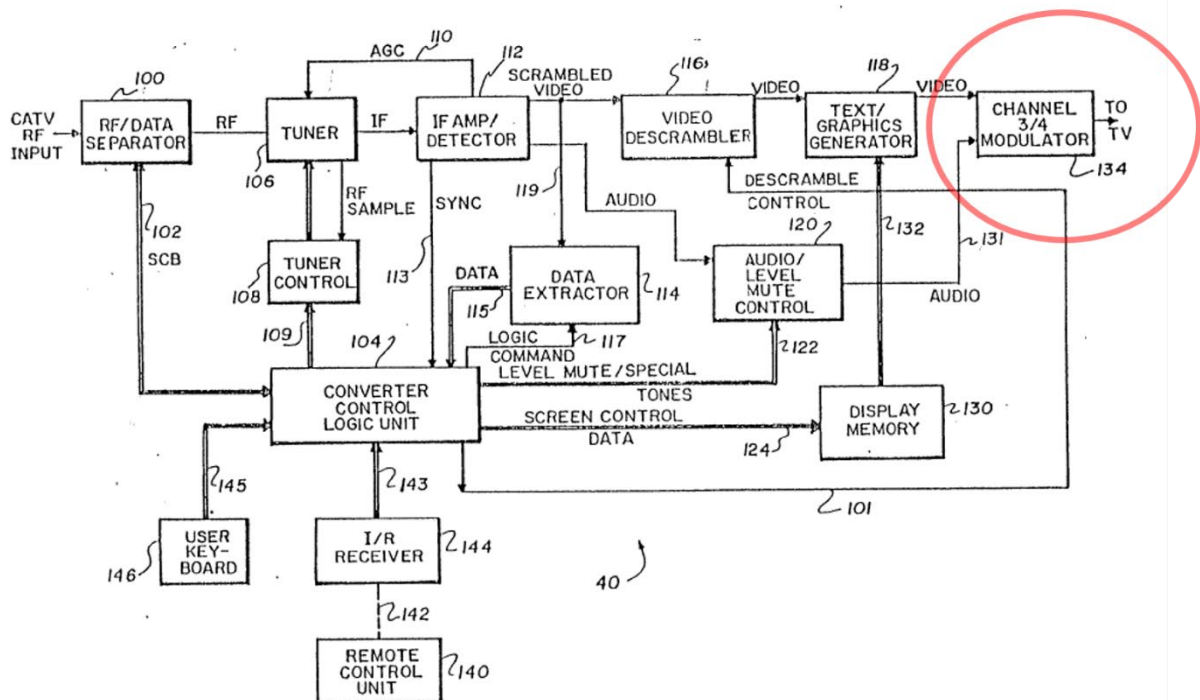 110
AGC
112
100
SCRAMBLED
VIDEO
116
VIDEO
118
VIDEO
CATV
RF
INPUT
RF/DATA
SEPARATOR
RF
TUNER
IF
IF AMP/
DETECTOR
VIDEO
DESCRAMBLER
TEXT/
GRAPHICS
GENERATOR
CHANNEL
3/4
MODULATOR
TO
TV
134
106
119
DESCRAMBLE
CONTROL
RF
SAMPLE
SYNC
AUDIO
102
SCB
132
131
120
108
TUNER
CONTROL
113
DATA
115
DATA
EXTRACTOR
114
AUDIO/
LEVEL
MUTE
CONTROL
AUDIO
109
104
LOGIC
COMMAND
117
122
LEVEL MUTE/SPECIAL
TONES
CONVERTER
CONTROL
LOGIC UNIT
SCREEN CONTROL
DATA
124
DISPLAY
MEMORY
130
145
143
101
USER
KEY-
BOARD
146
I/R
RECEIVER
144
40
142
REMOTE
CONTROL
UNIT
140